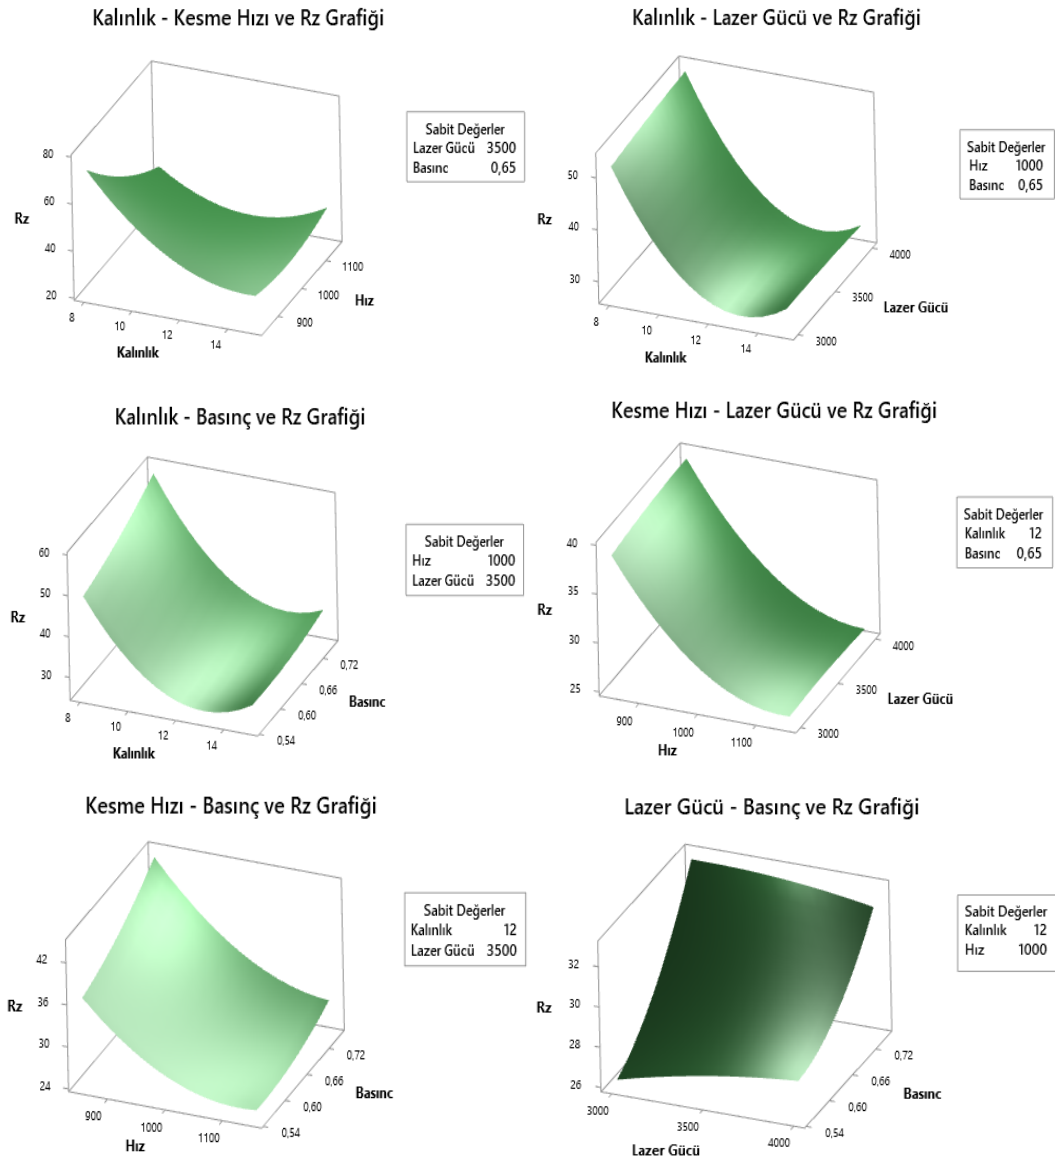 Kalınlık - Kesme Hızı ve Rz Grafiği
80
60
40
20
Rz
8
10
12
14
Kalınlık
900
1000
1100
Hız
Sabit Değerler
Lazer Gücü 3500
Basınc 0,65
Kalınlık - Lazer Gücü ve Rz Grafiği
50
40
30
Rz
8
10
12
14
Kalınlık
3000
3500
4000
Lazer Gücü
Sabit Değerler
Hız 1000
Basınc 0,65
Kalınlık - Basınç ve Rz Grafiği
60
50
40
30
Rz
8
10
12
14
Kalınlık
0,54
0,60
0,66
0,72
Basınc
Sabit Değerler
Hız 1000
Lazer Gücü 3500
Kesme Hızı - Lazer Gücü ve Rz Grafiği
40
35
30
25
Rz
900
1000
1100
Hız
3000
3500
4000
Lazer Gücü
Sabit Değerler
Kalınlık 12
Basınc 0,65
Kesme Hızı - Basınç ve Rz Grafiği
42
36
30
24
Rz
900
1000
1100
Hız
0,54
0,60
0,66
0,72
Basınc
Sabit Değerler
Kalınlık 12
Lazer Gücü 3500
Lazer Gücü - Basınç ve Rz Grafiği
32
30
28
26
Rz
3000
3500
4000
Lazer Gücü
0,54
0,60
0,66
0,72
Basınc
Sabit Değerler
Kalınlık 12
Hız 1000